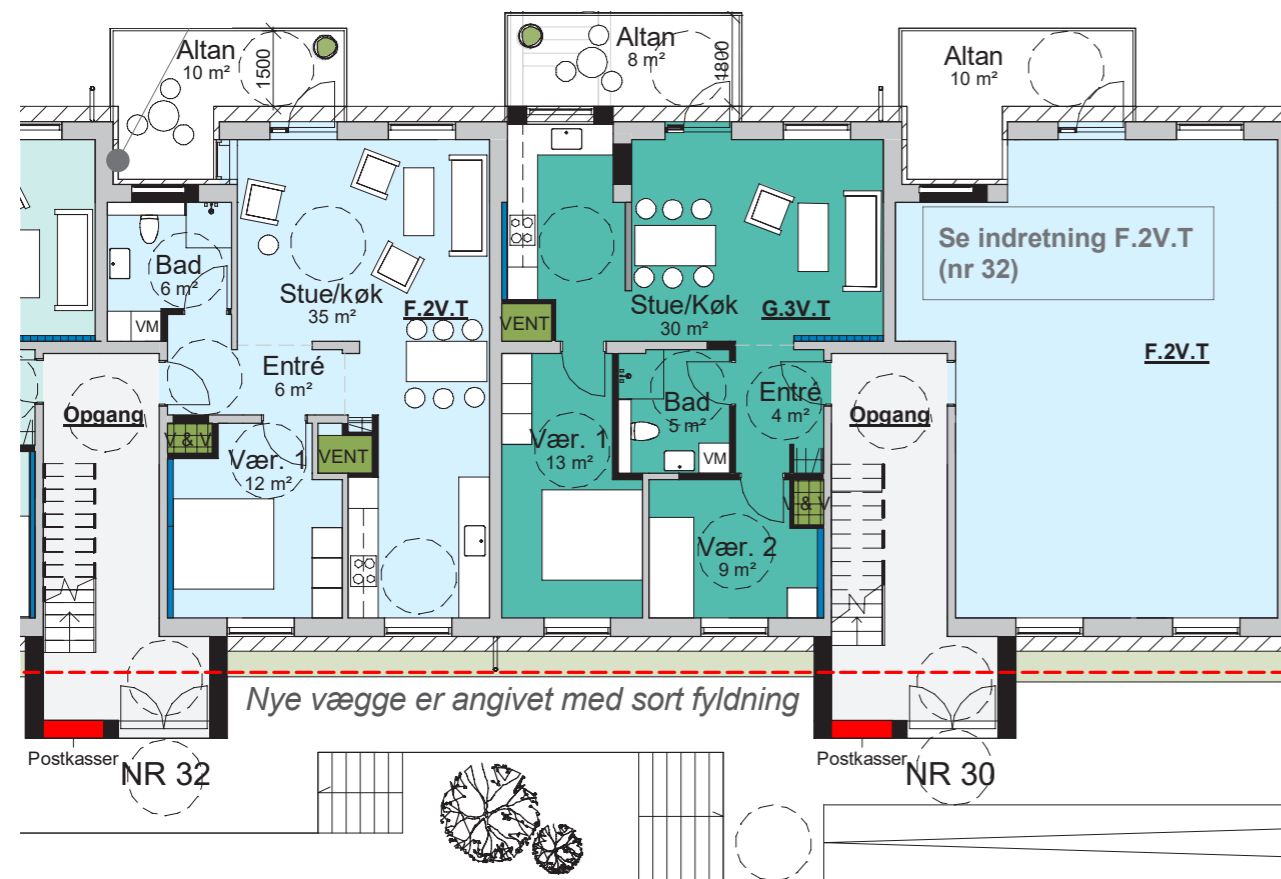 Altan
10 m²
1500
Altan
8 m²
1800
Altan
10 m²
Bad
6 m²
VM
Stue/køk
35 m²
F.2V.T
Entré
6 m²
Opgang
V & V
Vær. 1
12 m²
VENT
VENT
Stue/Køk
30 m²
G.3V.T
Vær. 1
13 m²
Bad
5 m²
VM
Entré
4 m²
V & V
Vær. 2
9 m²
Opgang
Se indretning F.2V.T
(nr 32)
F.2V.T
Nye vægge er angivet med sort fyldning
Postkasser
NR 32
Postkasser
NR 30